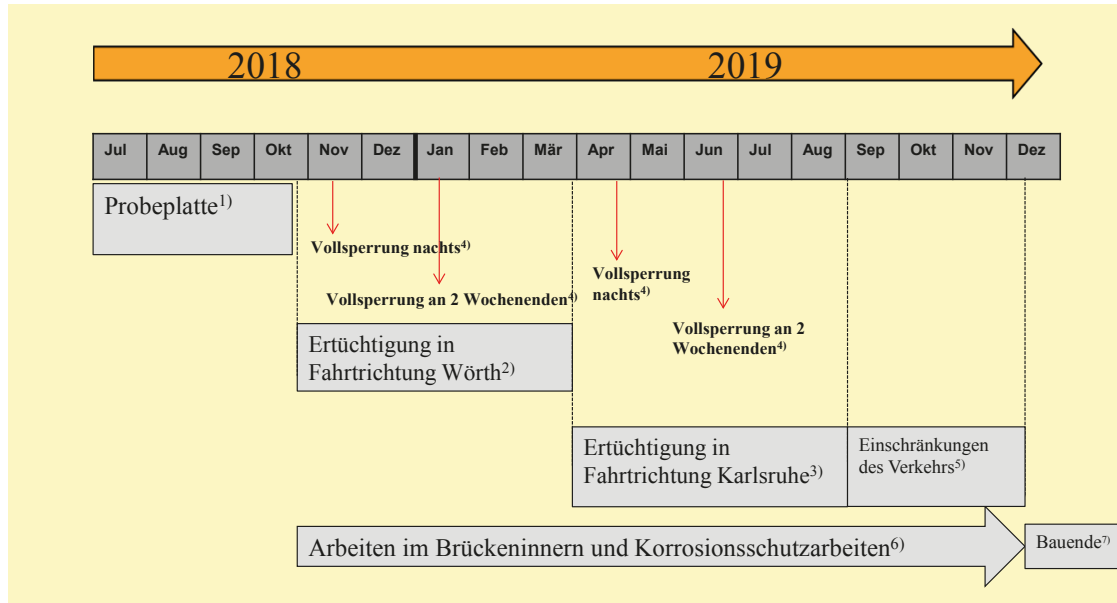 2018 2019
Jul Aug Sep Okt Nov Dez Jan Feb Mär Apr Mai Jun Jul Aug Sep Okt Nov Dez
Probeplatte1)
Vollsperrung nachts4)
Vollsperrung an 2 Wochenenden4)
Vollsperrung
nachts4)
Vollsperrung an 2
Wochenenden4)
Ertüchtigung in
Fahrtrichtung Wörth2)
Ertüchtigung in
Fahrtrichtung Karlsruhe3)
Einschränkungen
des Verkehrs5)
Arbeiten im Brückeninnern und Korrosionsschutzarbeiten6)
Bauende7)